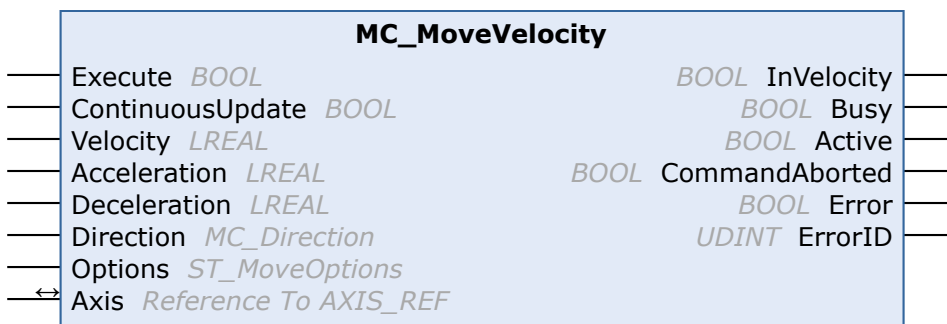 MC_MoveVelocity
Execute BOOL BOOL InVelocity
ContinuousUpdate BOOL BOOL Busy
Velocity LREAL BOOL Active
Acceleration LREAL BOOL CommandAborted
Deceleration LREAL BOOL Error
Direction MC_Direction UDINT ErrorID
Options ST_MoveOptions
↔ Axis Reference To AXIS_REF